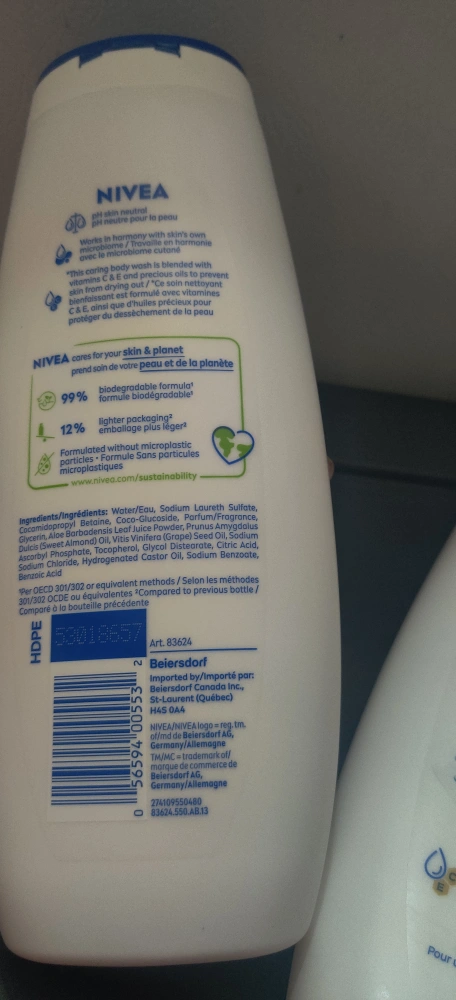 NIVEA
pH skin neutral
pH neutre pour la peau
Works in harmony with skin's own
microbiome / Travaille en harmonie
avec le microbiome cutané
*This caring body wash is blended with
vitamins C & E and precious oils to prevent
skin from drying out / *Ce soin nettoyant
bienfaisant est formulé avec vitamines
C & E, ainsi que d'huiles précieux pour
protéger du dessèchement de la peau
NIVEA cares for your skin & planet
prend soin de votre peau et de la planète
99% biodegradable formula¹
formule biodégradable¹
12% lighter packaging²
emballage plus léger²
Formulated without microplastic
particles • Formule Sans particules
microplastiques
www.nivea.com/sustainability
Ingredients/Ingrédients: Water/Eau, Sodium Laureth Sulfate,
Cocamidopropyl Betaine, Coco-Glucoside, Parfum/Fragrance,
Glycerin, Aloe Barbadensis Leaf Juice Powder, Prunus Amygdalus
Dulcis (Sweet Almond) Oil, Vitis Vinifera (Grape) Seed Oil, Sodium
Ascorbyl Phosphate, Tocopherol, Glycol Distearate, Citric Acid,
Sodium Chloride, Hydrogenated Castor Oil, Sodium Benzoate,
Benzoic Acid
¹Per OECD 301/302 or equivalent methods / Selon les méthodes
301/302 OCDE ou équivalentes ²Compared to previous bottle /
Comparé à la bouteille précédente
HDPE
53018657
Art. 83624
Beiersdorf
Imported by/Importé par:
Beiersdorf Canada Inc.,
St-Laurent (Québec)
H4S 0A4
NIVEA/NIVEA logo = reg. tm.
of/md de Beiersdorf AG,
Germany/Allemagne
TM/MC = trademark of/
marque de commerce de
Beiersdorf AG,
Germany/Allemagne
274109550480
83624.550.AB.13
0 56594 00553 2
E
C
Pour